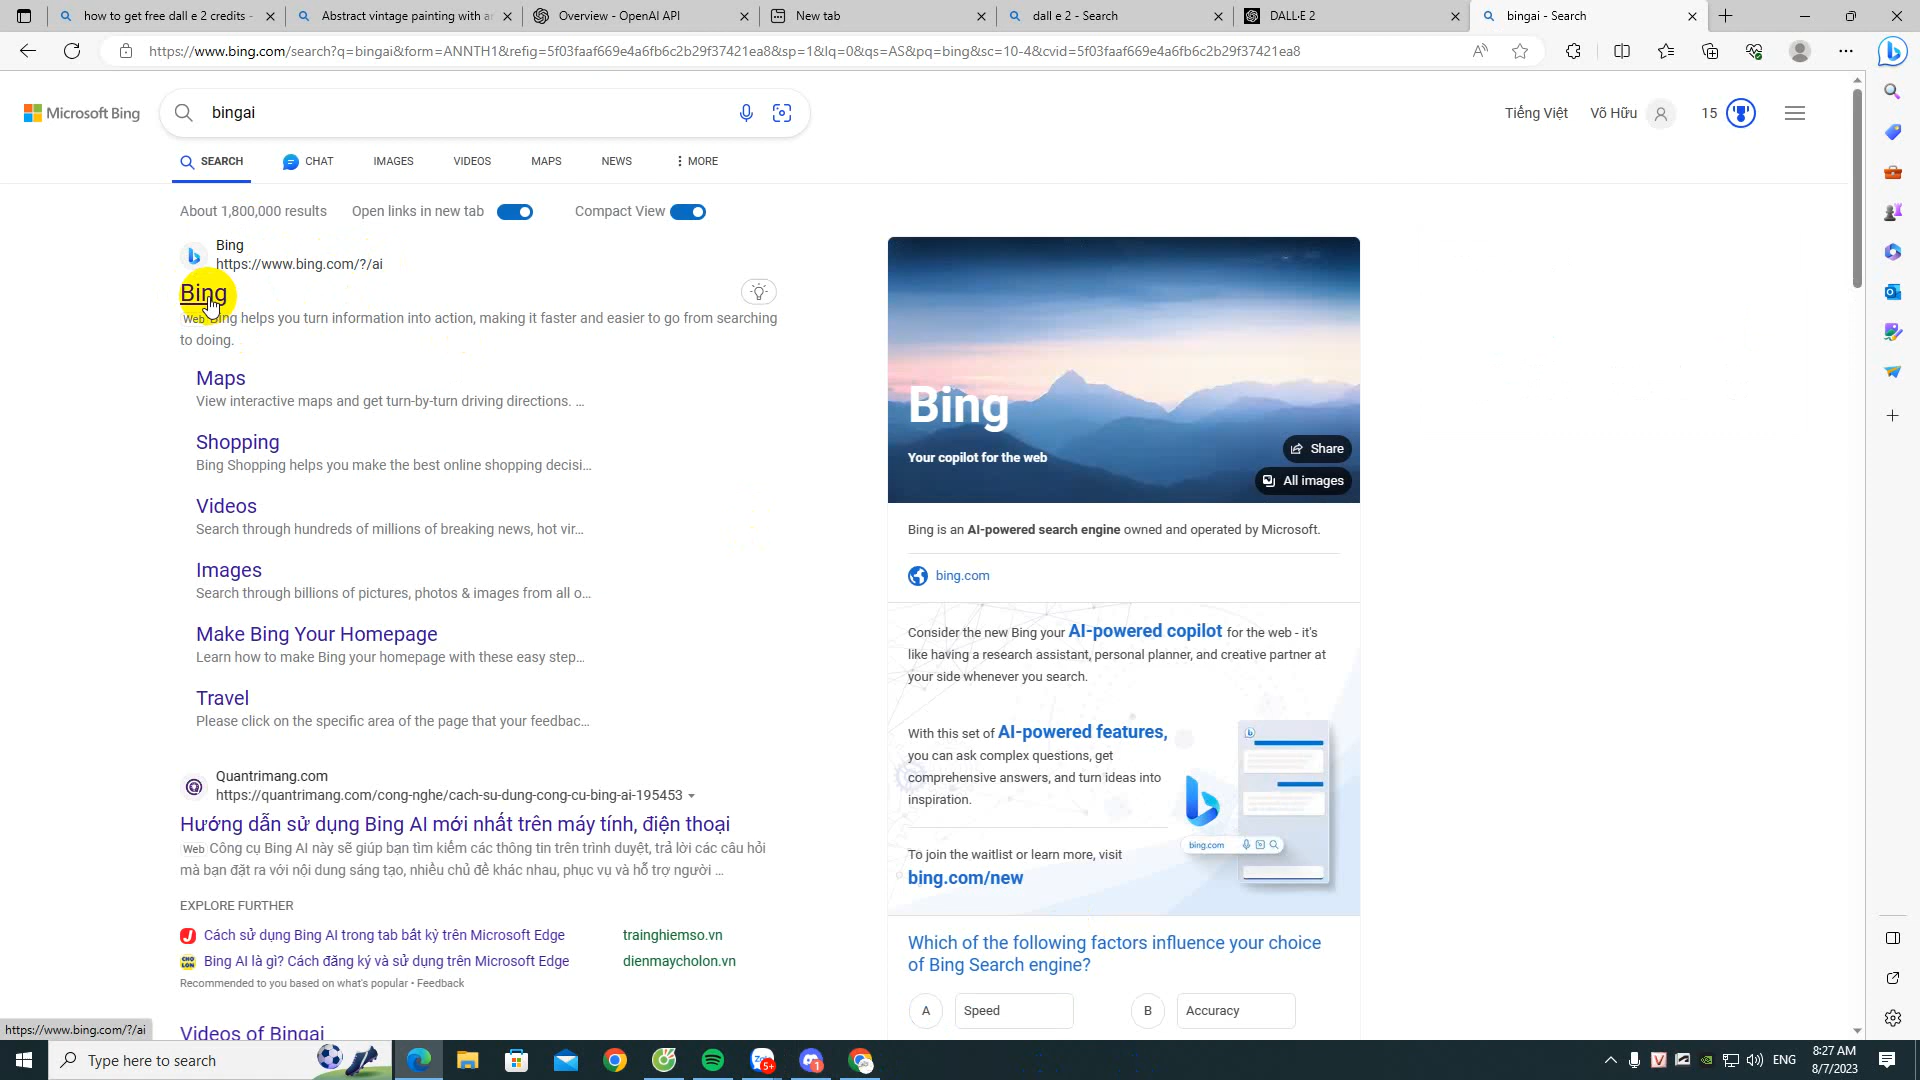 how to get free dall e 2 credits -
Abstract vintage painting with ar
Overview - OpenAI API
New tab
dall e 2 - Search
DALL·E 2
bingai - Search
https://www.bing.com/search?q=bingai&form=ANNTH1&refig=5f03faaf669e4a6fb6c2b29f37421ea8&sp=1&lq=0&qs=AS&pq=bing&sc=10-4&cvid=5f03faaf669e4a6fb6c2b29f37421ea8
Microsoft Bing
bingai
Tiếng Việt
Võ Hữu
15
SEARCH
CHAT
IMAGES
VIDEOS
MAPS
NEWS
MORE
About 1,800,000 results
Open links in new tab
Compact View
Bing
https://www.bing.com/?/ai
Bing
Web Bing helps you turn information into action, making it faster and easier to go from searching
to doing.
Maps
View interactive maps and get turn-by-turn driving directions. ...
Shopping
Bing Shopping helps you make the best online shopping decisi...
Videos
Search through hundreds of millions of breaking news, hot vir...
Images
Search through billions of pictures, photos & images from all o...
Make Bing Your Homepage
Learn how to make Bing your homepage with these easy step...
Travel
Please click on the specific area of the page that your feedbac...
Quantrimang.com
https://quantrimang.com/cong-nghe/cach-su-dung-cong-cu-bing-ai-195453
Hướng dẫn sử dụng Bing AI mới nhất trên máy tính, điện thoại
Web Công cụ Bing AI này sẽ giúp bạn tìm kiếm các thông tin trên trình duyệt, trả lời các câu hỏi
mà bạn đặt ra với nội dung sáng tạo, nhiều chủ đề khác nhau, phục vụ và hỗ trợ người ...
EXPLORE FURTHER
Cách sử dụng Bing AI trong tab bất kỳ trên Microsoft Edge
trainghiemso.vn
Bing AI là gì? Cách đăng ký và sử dụng trên Microsoft Edge
dienmaycholon.vn
Recommended to you based on what's popular • Feedback
Videos of Bingai
Bing
Your copilot for the web
Share
All images
Bing is an AI-powered search engine owned and operated by Microsoft.
bing.com
Consider the new Bing your AI-powered copilot for the web - it's
like having a research assistant, personal planner, and creative partner at
your side whenever you search.
With this set of AI-powered features,
you can ask complex questions, get
comprehensive answers, and turn ideas into
inspiration.
bing.com
To join the waitlist or learn more, visit
bing.com/new
Which of the following factors influence your choice
of Bing Search engine?
A
Speed
B
Accuracy
https://www.bing.com/?/ai
Type here to search
Zalo
5+
1
ENG
8:27 AM
8/7/2023